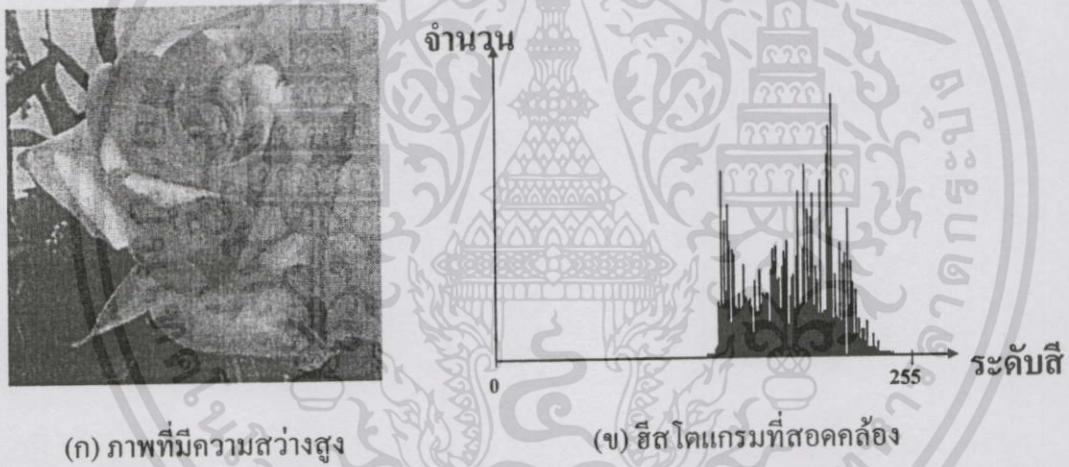 จำนวน
0
255
ระดับสี
(ก) ภาพที่มีความสว่างสูง
(ข) ฮีสโตแกรมที่สอดคล้อง